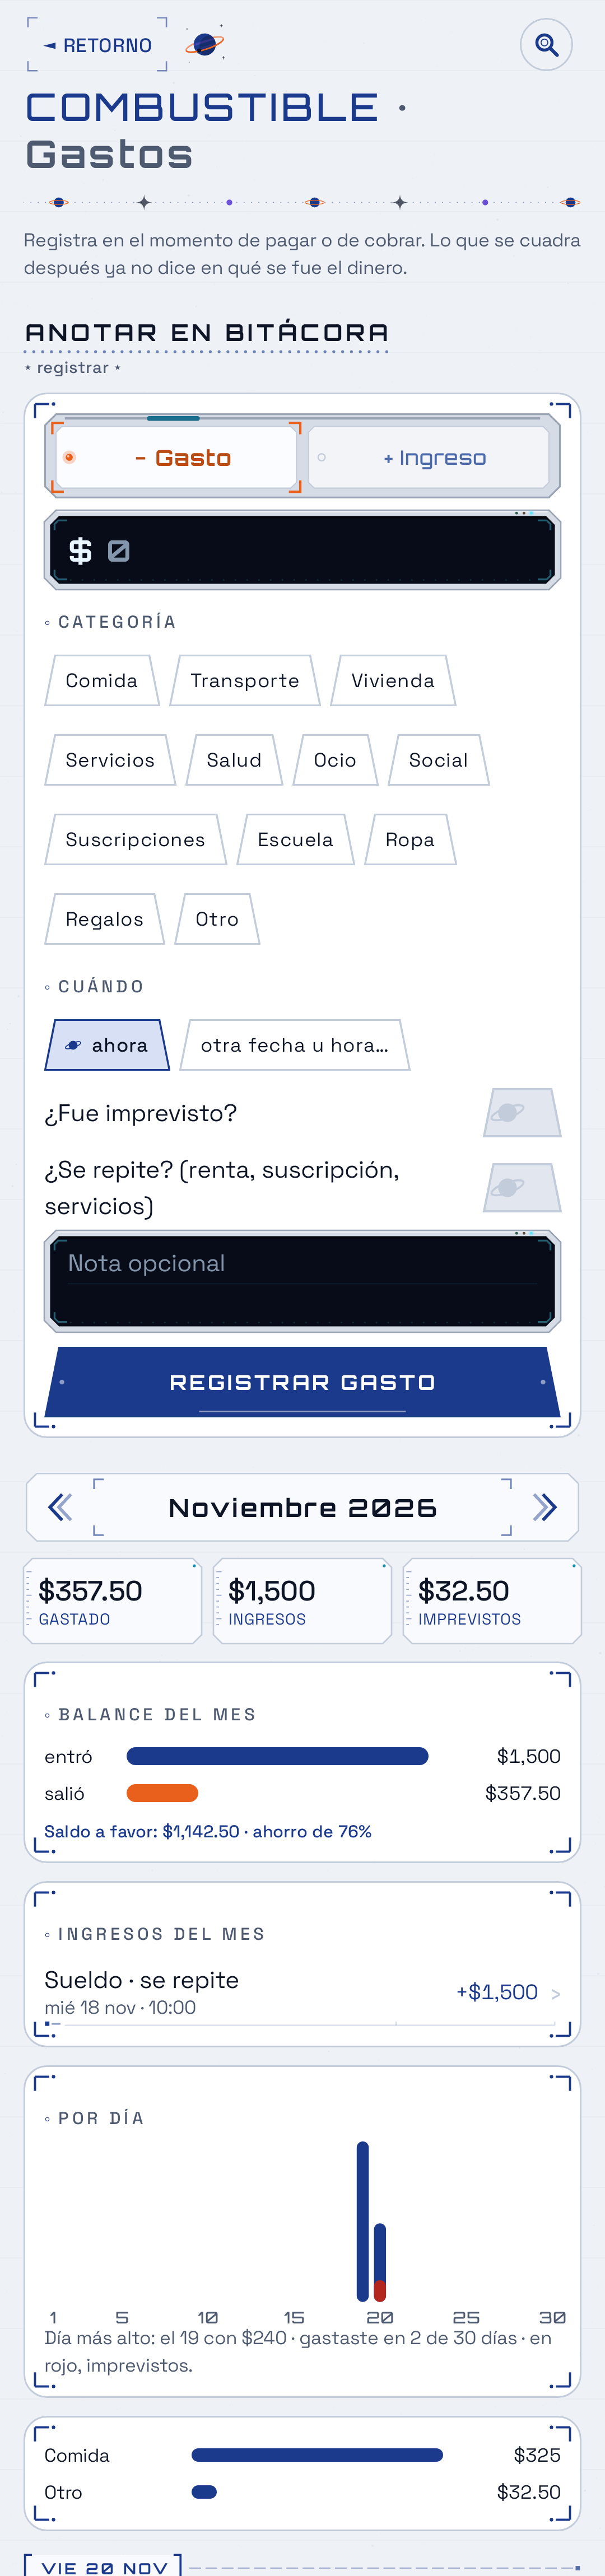 ◄ RETORNO
COMBUSTIBLE ·
Gastos
Registra en el momento de pagar o de cobrar. Lo que se cuadra
después ya no dice en qué se fue el dinero.
ANOTAR EN BITÁCORA
⋆ registrar ⋆
− Gasto
+ Ingreso
$ 0
◦ CATEGORÍA
Comida
Transporte
Vivienda
Servicios
Salud
Ocio
Social
Suscripciones
Escuela
Ropa
Regalos
Otro
◦ CUÁNDO
ahora
otra fecha u hora…
¿Fue imprevisto?
¿Se repite? (renta, suscripción,
servicios)
Nota opcional
REGISTRAR GASTO
Noviembre 2026
$357.50
GASTADO
$1,500
INGRESOS
$32.50
IMPREVISTOS
◦ BALANCE DEL MES
entró $1,500
salió $357.50
Saldo a favor: $1,142.50 · ahorro de 76%
◦ INGRESOS DEL MES
Sueldo · se repite
mié 18 nov · 10:00
+$1,500 >
◦ POR DÍA
1 5 10 15 20 25 30
Día más alto: el 19 con $240 · gastaste en 2 de 30 días · en
rojo, imprevistos.
Comida $325
Otro $32.50
VIE 20 NOV